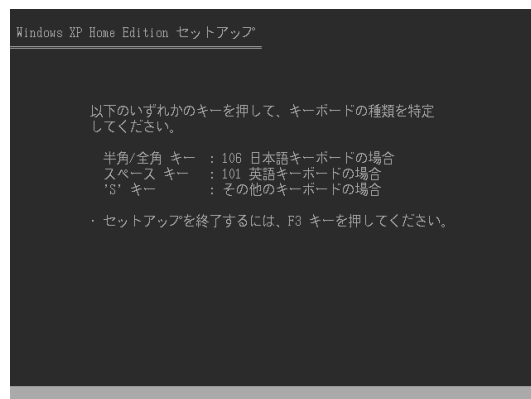 Windows XP Home Edition セットアップ
以下のいずれかのキーを押して、キーボードの種類を特定
してください。
半角/全角 キー : 106 日本語キーボードの場合
スペース キー : 101 英語キーボードの場合
'S' キー : その他のキーボードの場合
・ セットアップを終了するには、F3 キーを押してください。